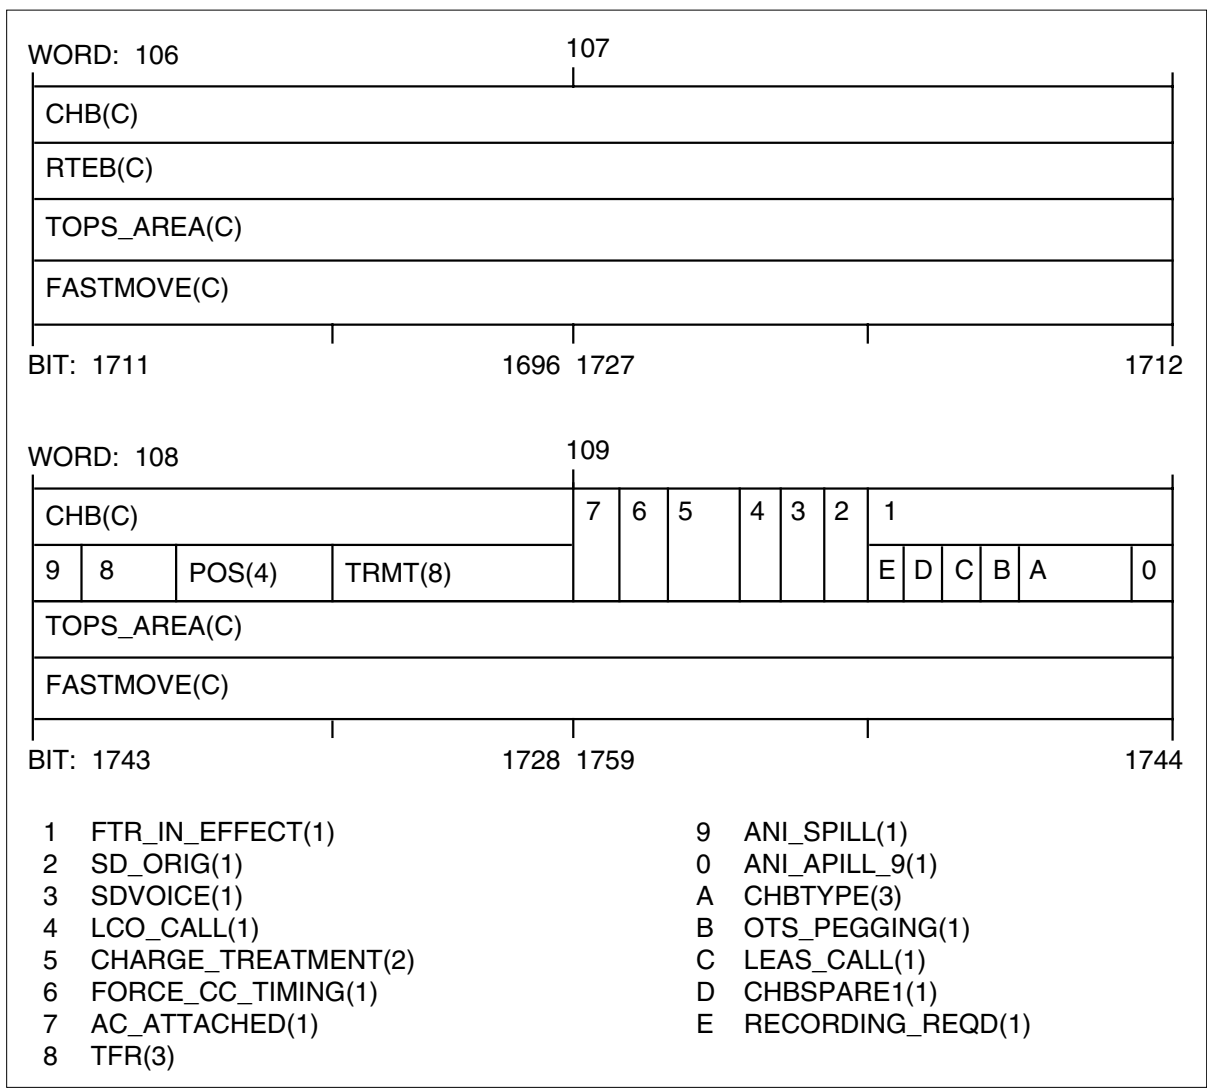 WORD: 106 107
CHB(C)
RTEB(C)
TOPS_AREA(C)
FASTMOVE(C)
BIT: 1711 1696 1727 1712
WORD: 108 109
CHB(C) 7 6 5 4 3 2 1
9 8 POS(4) TRMT(8) E D C B A 0
TOPS_AREA(C)
FASTMOVE(C)
BIT: 1743 1728 1759 1744
1 FTR_IN_EFFECT(1)
2 SD_ORIG(1)
3 SDVOICE(1)
4 LCO_CALL(1)
5 CHARGE_TREATMENT(2)
6 FORCE_CC_TIMING(1)
7 AC_ATTACHED(1)
8 TFR(3)
9 ANI_SPILL(1)
0 ANI_APILL_9(1)
A CHBTYPE(3)
B OTS_PEGGING(1)
C LEAS_CALL(1)
D CHBSPARE1(1)
E RECORDING_REQD(1)